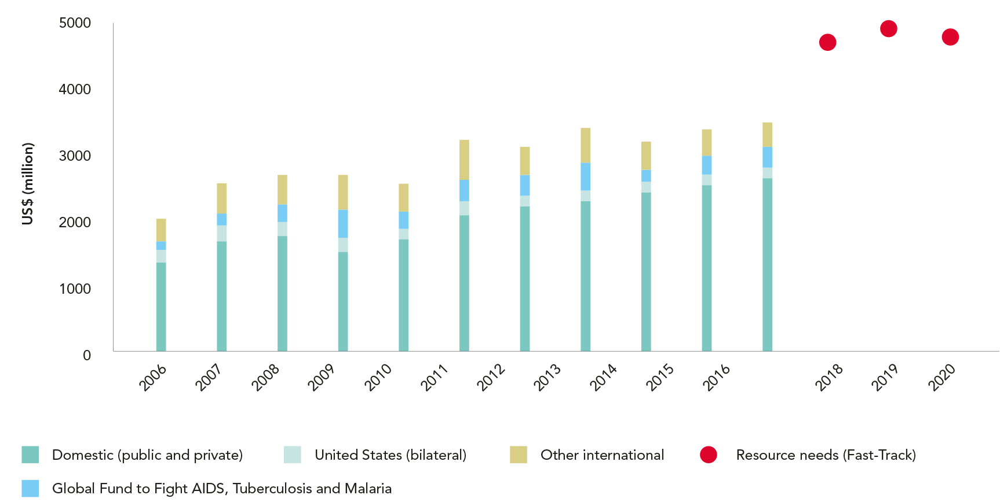 5000
4000
3000
2000
1000
0
US$ (million)
2006 2007 2008 2009 2010 2011 2012 2013 2014 2015 2016 2018 2019 2020
Domestic (public and private) United States (bilateral) Other international Resource needs (Fast-Track)
Global Fund to Fight AIDS, Tuberculosis and Malaria